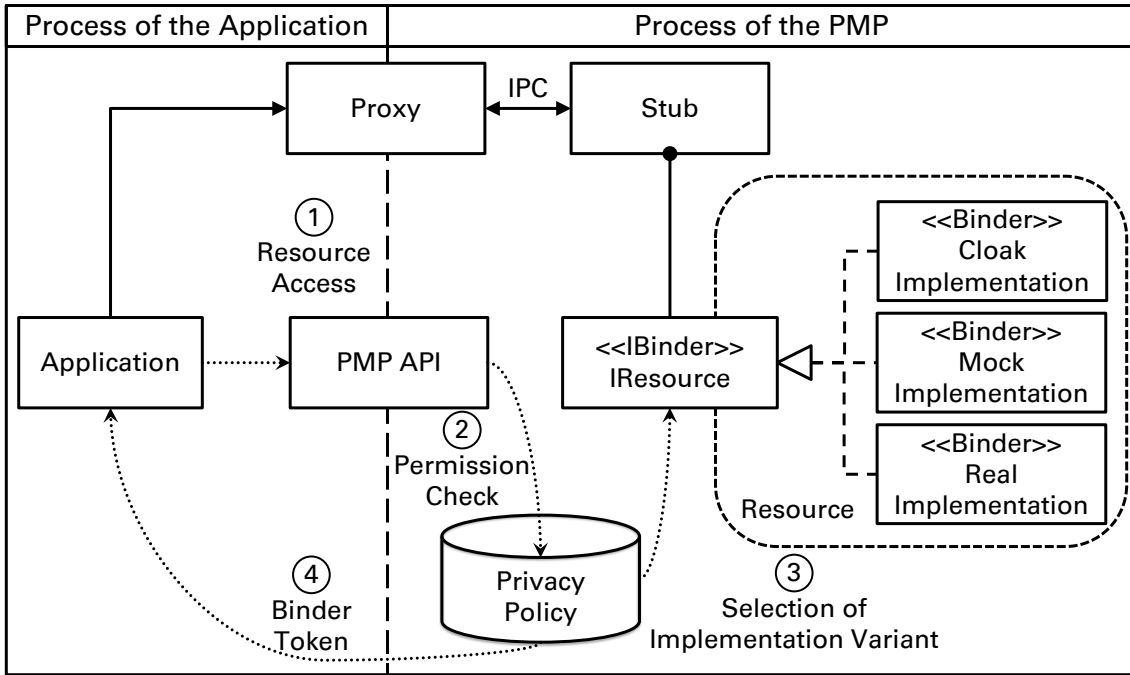 Process of the Application
Process of the PMP
Proxy
IPC
Stub
1
Resource
Access
<<Binder>>
Cloak
Implementation
Application
PMP API
<<IBinder>>
IResource
<<Binder>>
Mock
Implementation
2
Permission
Check
<<Binder>>
Real
Implementation
Resource
Privacy
Policy
4
Binder
Token
3
Selection of
Implementation Variant